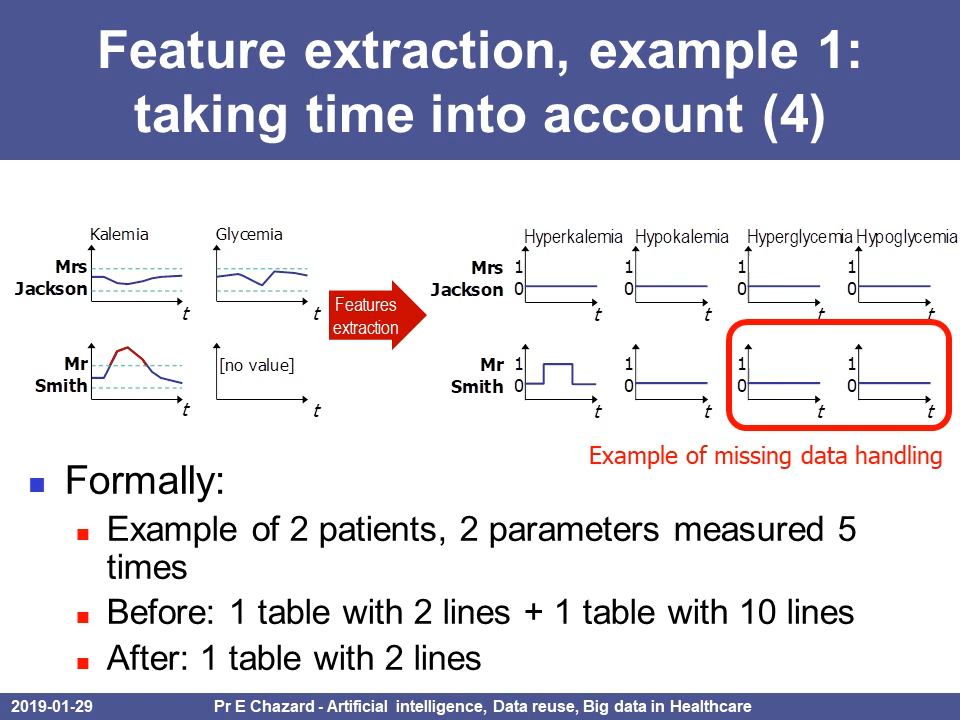 Feature extraction, example 1:
taking time into account (4)
Kalemia
Glycemia
Mrs
Jackson
t
t
Mr
Smith
[no value]
t
t
Features
extraction
Hyperkalemia
Hypokalemia
Hyperglycemia
Hypoglycemia
Mrs
Jackson
1
0
t
1
0
t
1
0
t
1
0
t
Mr
Smith
1
0
t
1
0
t
1
0
t
1
0
t
Example of missing data handling
Formally:
Example of 2 patients, 2 parameters measured 5
times
Before: 1 table with 2 lines + 1 table with 10 lines
After: 1 table with 2 lines
2019-01-29
Pr E Chazard - Artificial intelligence, Data reuse, Big data in Healthcare